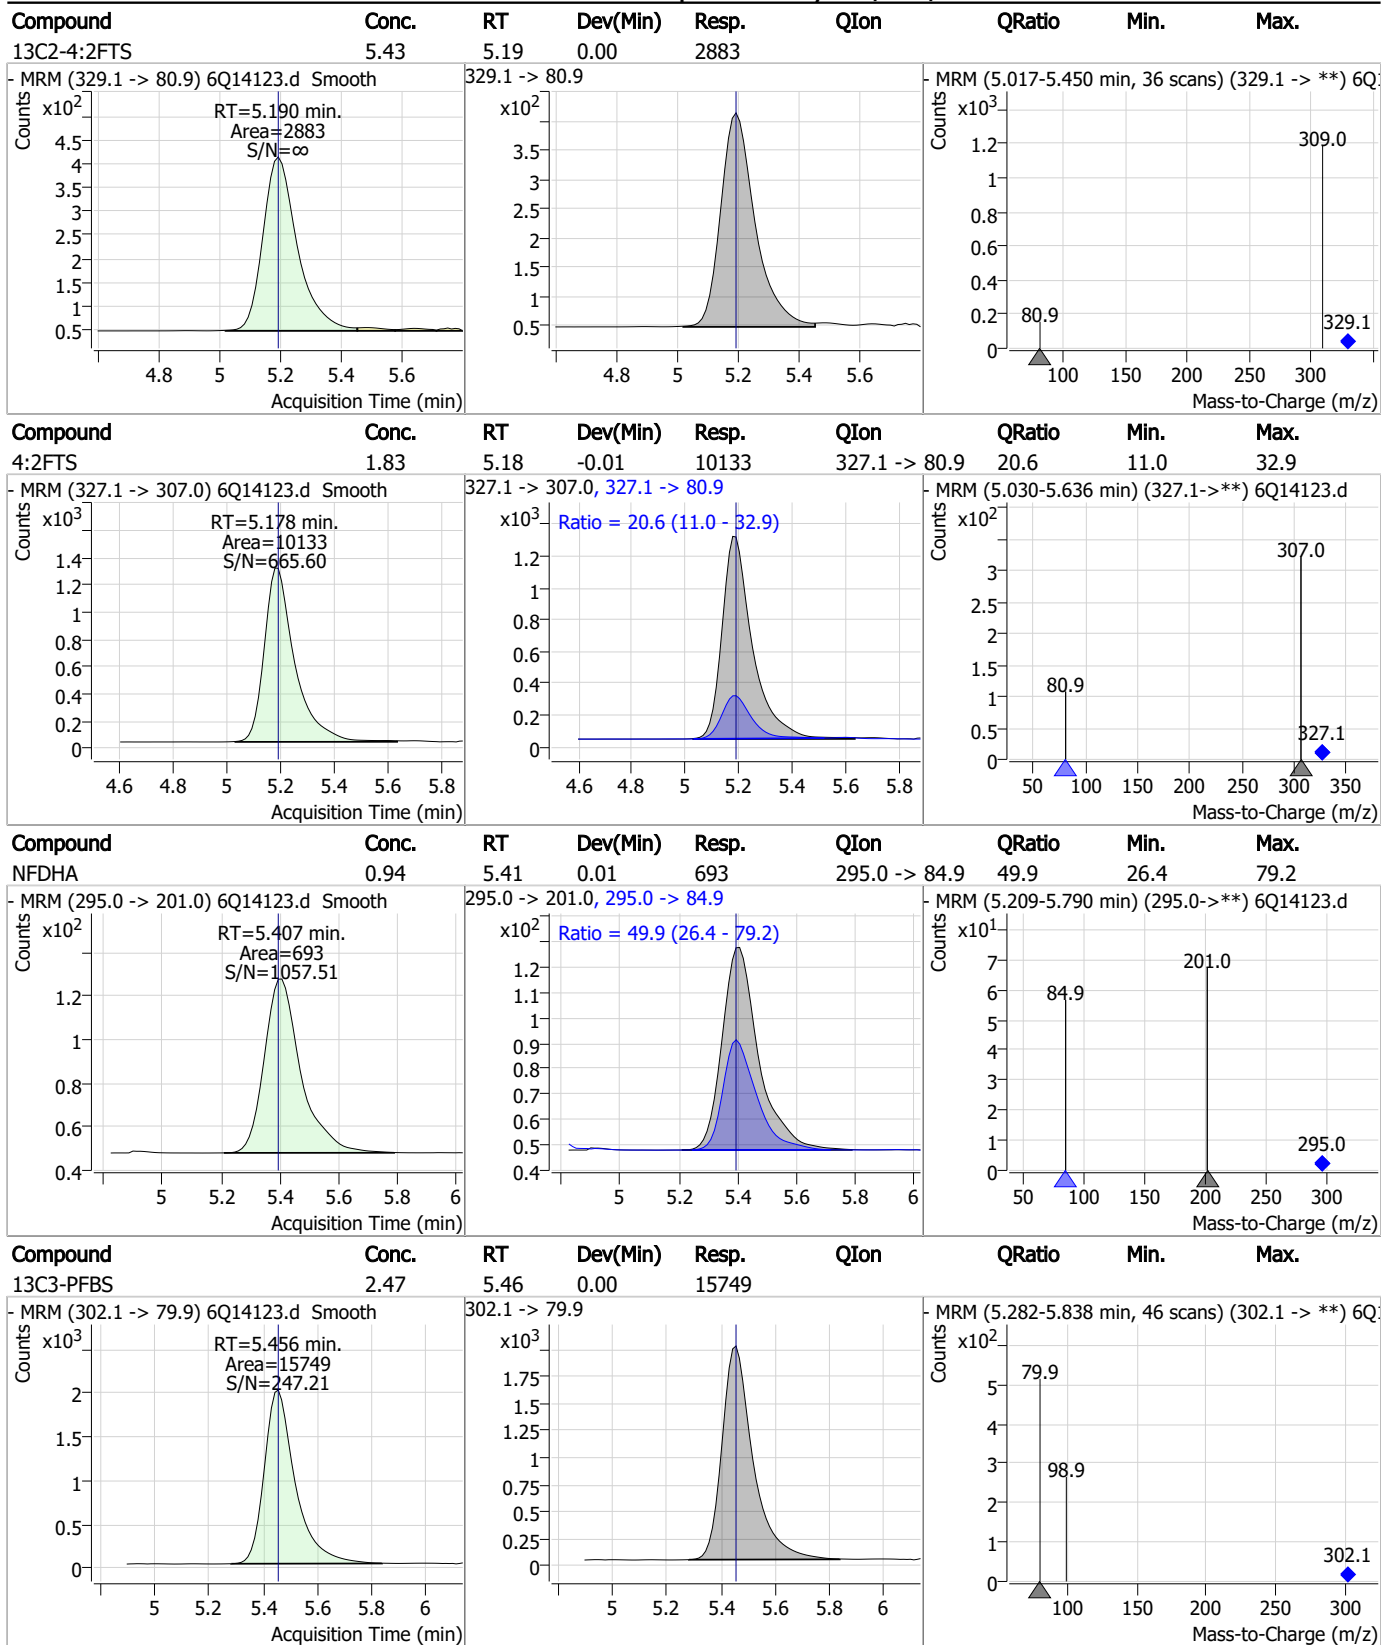 Compound Conc. RT Dev(Min) Resp. QIon QRatio Min. Max.
13C2-4:2FTS 5.43 5.19 0.00 2883
- MRM (329.1 -> 80.9) 6Q14123.d Smooth
Counts
x10²
RT=5.190 min.
Area=2883
S/N=∞
4.5
4
3.5
3
2.5
2
1.5
1
0.5
4.8 5 5.2 5.4 5.6
Acquisition Time (min)
329.1 -> 80.9
x10²
3.5
3
2.5
2
1.5
1
0.5
4.8 5 5.2 5.4 5.6
- MRM (5.017-5.450 min, 36 scans) (329.1 -> **) 6Q1
Counts
x10³
1.2
1
0.8
0.6
0.4
0.2
0
309.0
80.9
329.1
100 150 200 250 300
Mass-to-Charge (m/z)
Compound Conc. RT Dev(Min) Resp. QIon QRatio Min. Max.
4:2FTS 1.83 5.18 -0.01 10133 327.1 -> 80.9 20.6 11.0 32.9
- MRM (327.1 -> 307.0) 6Q14123.d Smooth
Counts
x10³
RT=5.178 min.
Area=10133
S/N=665.60
1.4
1.2
1
0.8
0.6
0.4
0.2
0
4.6 4.8 5 5.2 5.4 5.6 5.8
Acquisition Time (min)
327.1 -> 307.0, 327.1 -> 80.9
x10³
Ratio = 20.6 (11.0 - 32.9)
1.2
1
0.8
0.6
0.4
0.2
0
4.6 4.8 5 5.2 5.4 5.6 5.8
- MRM (5.030-5.636 min) (327.1->**) 6Q14123.d
Counts
x10²
3
2.5
2
1.5
1
0.5
0
307.0
80.9
327.1
50 100 150 200 250 300 350
Mass-to-Charge (m/z)
Compound Conc. RT Dev(Min) Resp. QIon QRatio Min. Max.
NFDHA 0.94 5.41 0.01 693 295.0 -> 84.9 49.9 26.4 79.2
- MRM (295.0 -> 201.0) 6Q14123.d Smooth
Counts
x10²
RT=5.407 min.
Area=693
S/N=1057.51
1.2
1
0.8
0.6
0.4
5 5.2 5.4 5.6 5.8 6
Acquisition Time (min)
295.0 -> 201.0, 295.0 -> 84.9
x10²
Ratio = 49.9 (26.4 - 79.2)
1.2
1.1
1
0.9
0.8
0.7
0.6
0.5
0.4
5 5.2 5.4 5.6 5.8 6
- MRM (5.209-5.790 min) (295.0->**) 6Q14123.d
Counts
x10¹
7
6
5
4
3
2
1
0
201.0
84.9
295.0
50 100 150 200 250 300
Mass-to-Charge (m/z)
Compound Conc. RT Dev(Min) Resp. QIon QRatio Min. Max.
13C3-PFBS 2.47 5.46 0.00 15749
- MRM (302.1 -> 79.9) 6Q14123.d Smooth
Counts
x10³
RT=5.456 min.
Area=15749
S/N=247.21
2
1.5
1
0.5
0
5 5.2 5.4 5.6 5.8 6
Acquisition Time (min)
302.1 -> 79.9
x10³
1.75
1.5
1.25
1
0.75
0.5
0.25
0
5 5.2 5.4 5.6 5.8 6
- MRM (5.282-5.838 min, 46 scans) (302.1 -> **) 6Q1
Counts
x10²
5
4
3
2
1
0
79.9
98.9
302.1
100 150 200 250 300
Mass-to-Charge (m/z)